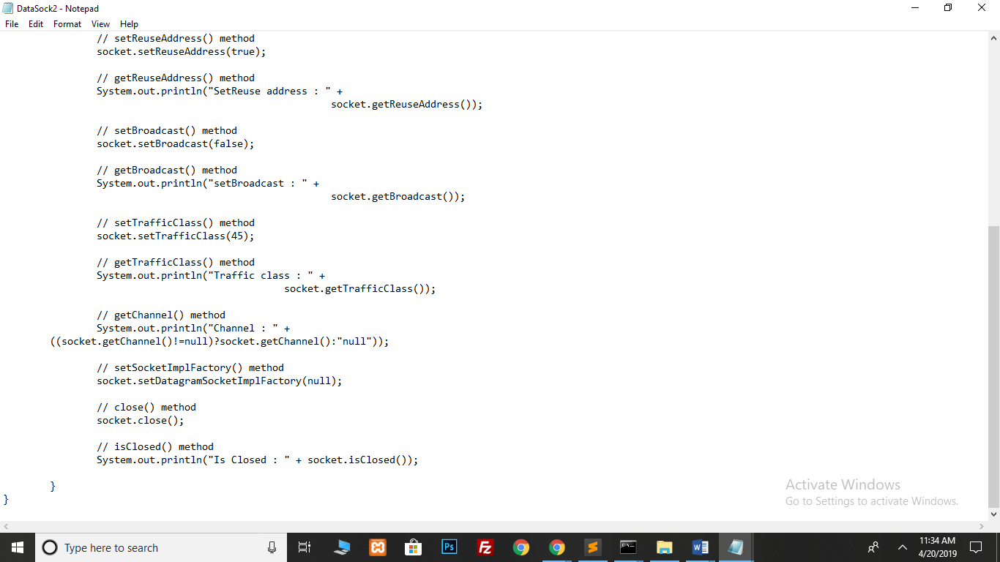 DataSock2 - Notepad
File Edit Format View Help
// setReuseAddress() method
socket.setReuseAddress(true);
// getReuseAddress() method
System.out.println("SetReuse address : " +
socket.getReuseAddress());
// setBroadcast() method
socket.setBroadcast(false);
// getBroadcast() method
System.out.println("setBroadcast : " +
socket.getBroadcast());
// setTrafficClass() method
socket.setTrafficClass(45);
// getTrafficClass() method
System.out.println("Traffic class : " +
socket.getTrafficClass());
// getChannel() method
System.out.println("Channel : " +
((socket.getChannel()!=null)?socket.getChannel():"null"));
// setSocketImplFactory() method
socket.setDatagramSocketImplFactory(null);
// close() method
socket.close();
// isClosed() method
System.out.println("Is Closed : " + socket.isClosed());
}
}
Activate Windows
Go to Settings to activate Windows.
Type here to search
Ps
Fz
11:34 AM
4/20/2019